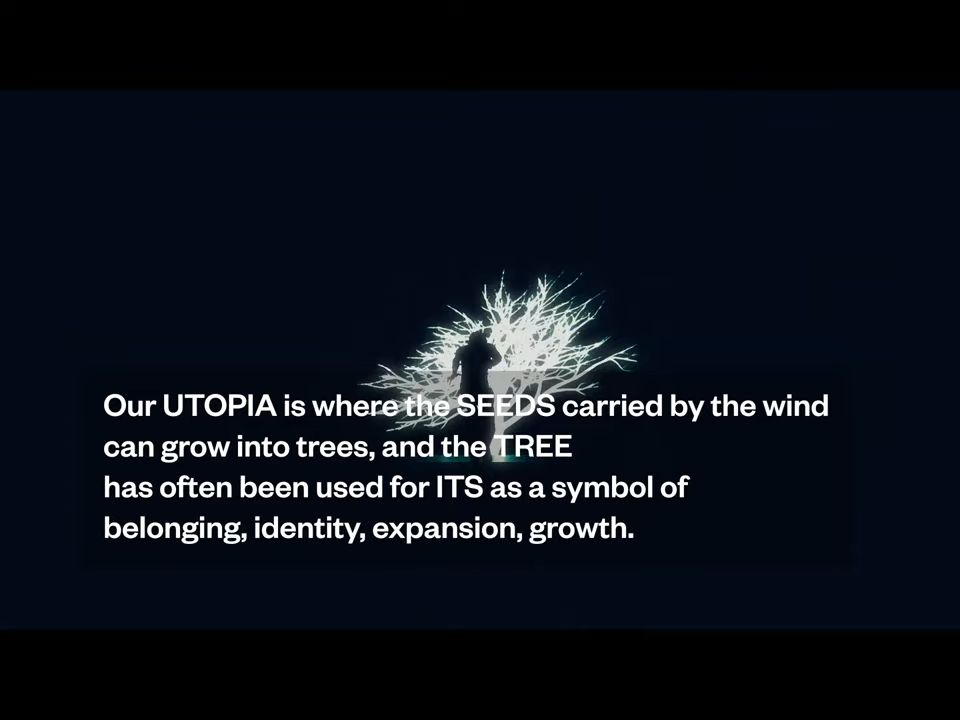 Our UTOPIA is where the SEEDS carried by the wind
can grow into trees, and the TREE
has often been used for ITS as a symbol of
belonging, identity, expansion, growth.